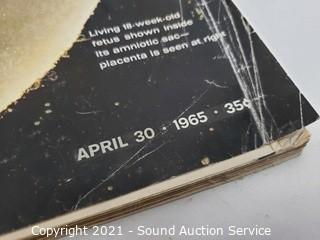 Living 18-week-old
fetus shown inside
its amniotic sac—
placenta is seen at right
APRIL 30 · 1965 · 35¢
Copyright 2021 - Sound Auction Service